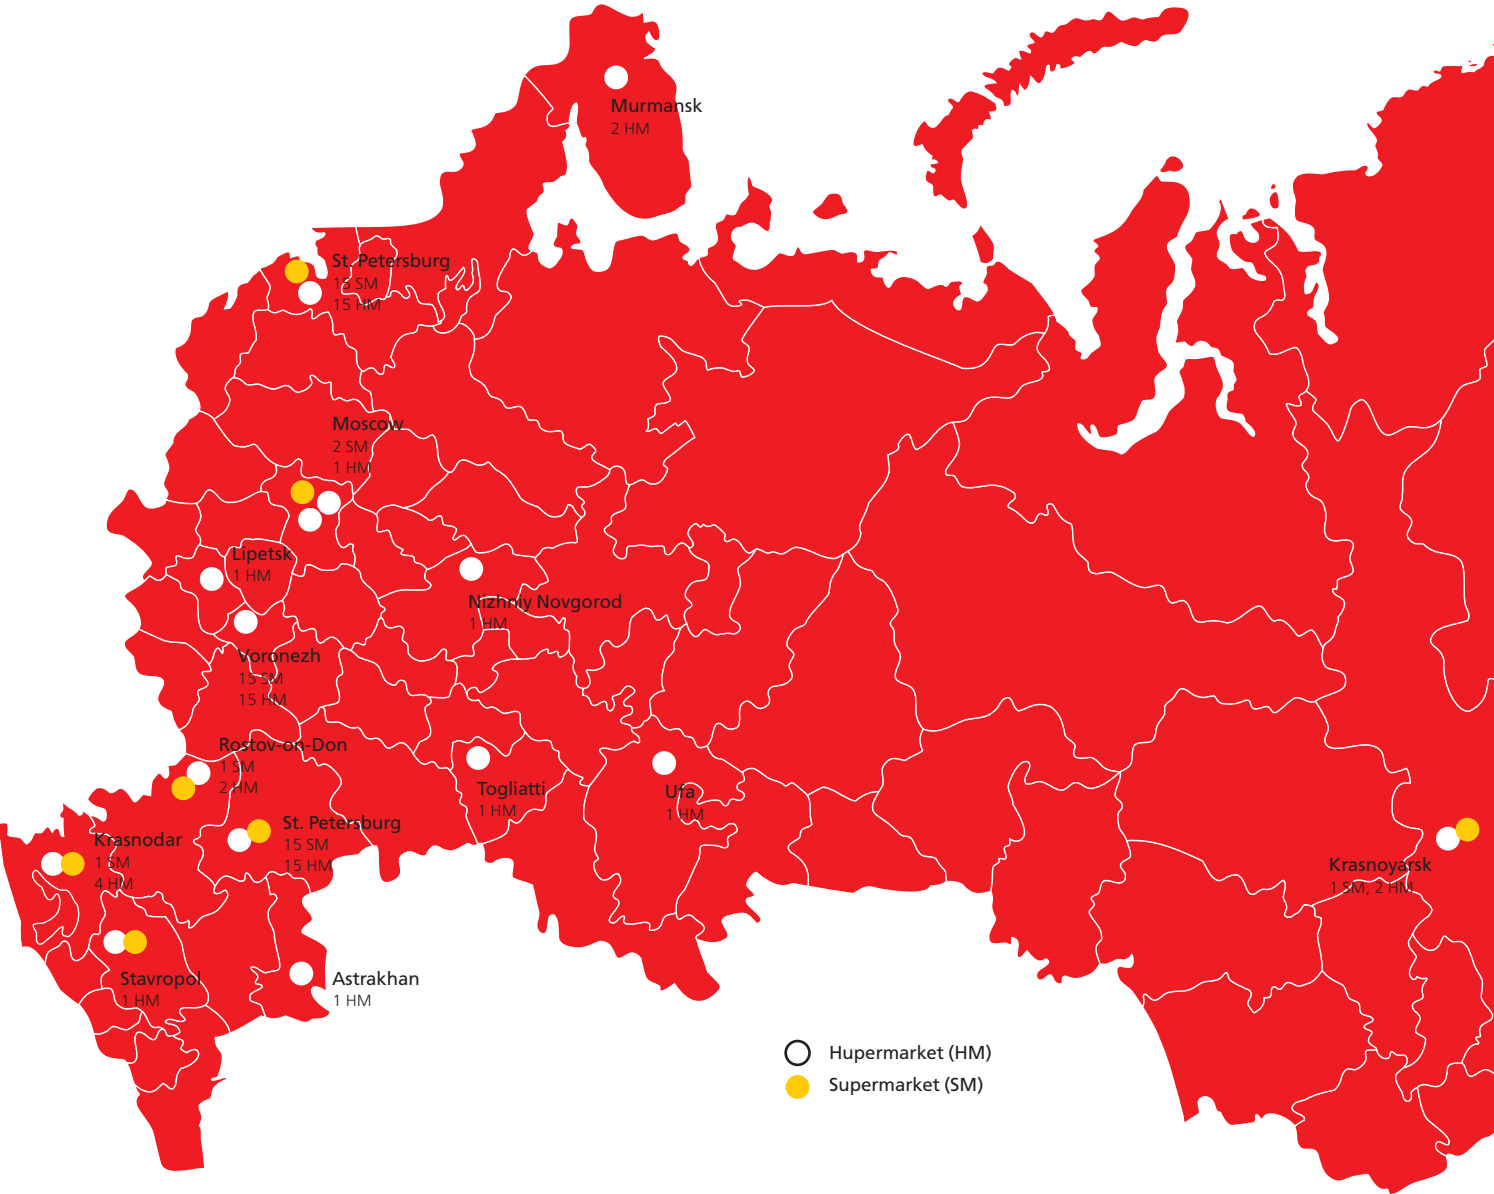 Murmansk
2 HM
St. Petersburg
15 SM
15 HM
Moscow
2 SM
1 HM
Lipetsk
1 HM
Nizhniy Novgorod
1 HM
Voronezh
15 SM
15 HM
Rostov-on-Don
1 SM
2 HM
Togliatti
1 HM
Ufa
1 HM
St. Petersburg
15 SM
15 HM
Krasnodar
1 SM
4 HM
Krasnoyarsk
1 SM, 2 HM
Stavropol
1 HM
Astrakhan
1 HM
Hupermarket (HM)
Supermarket (SM)